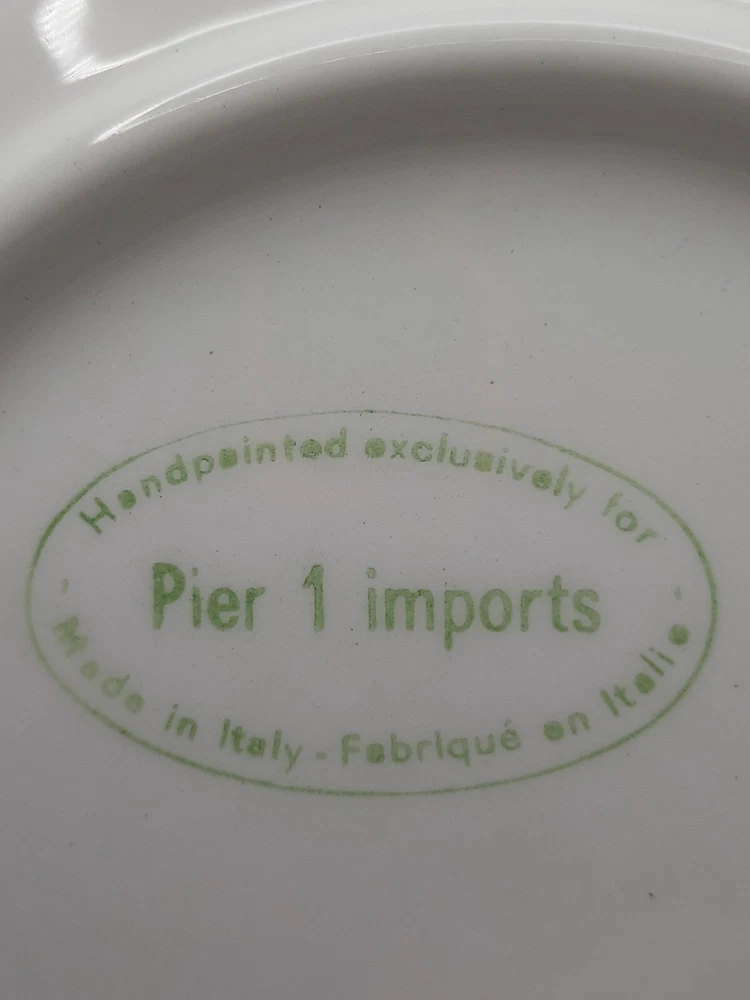 Handpainted exclusively for
Pier 1 imports
- Made in Italy - Fabriqué en Italie -